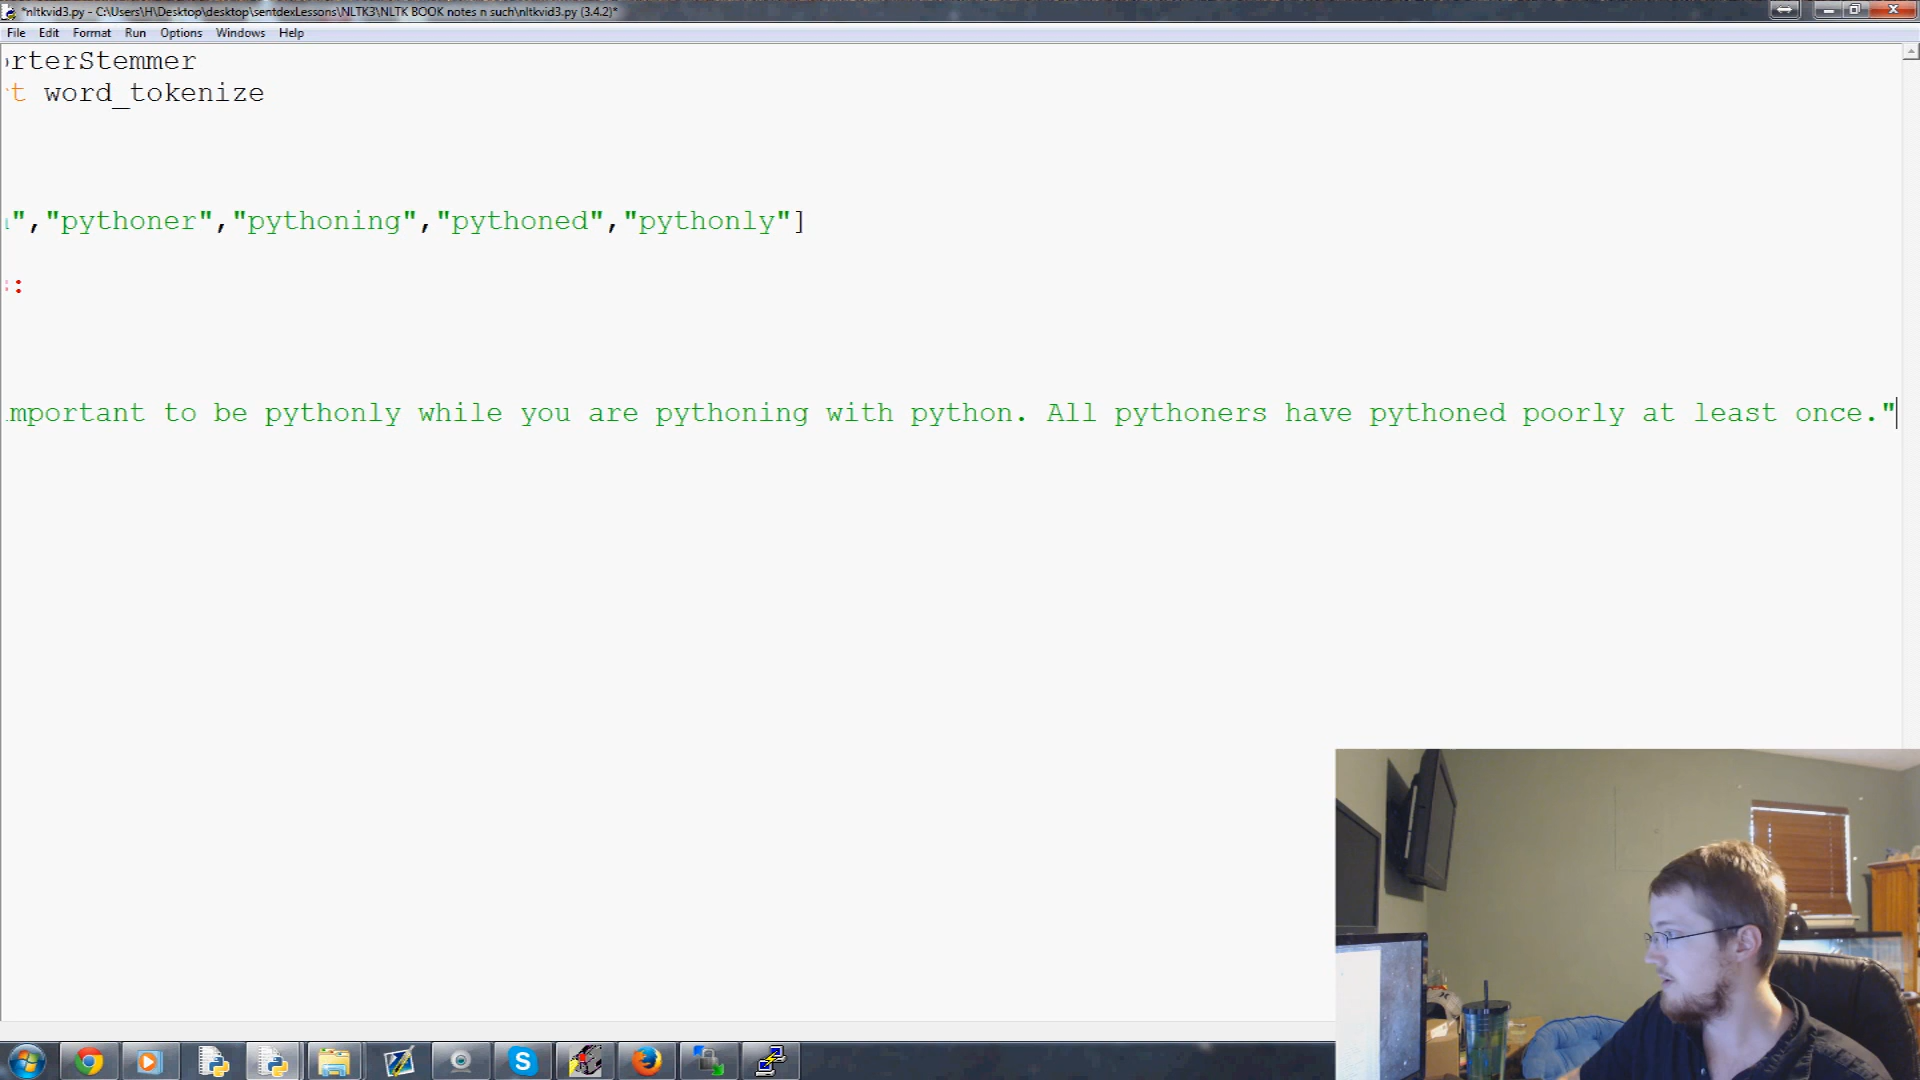 *nltkvid3.py - C:\Users\H\Desktop\desktop\sentdexLessons\NLTK3\NLTK BOOK notes n such\nltkvid3.py (3.4.2)*
File Edit Format Run Options Windows Help
rterStemmer
t word_tokenize
","pythoner","pythoning","pythoned","pythonly"]
:
mportant to be pythonly while you are pythoning with python. All pythoners have pythoned poorly at least once."